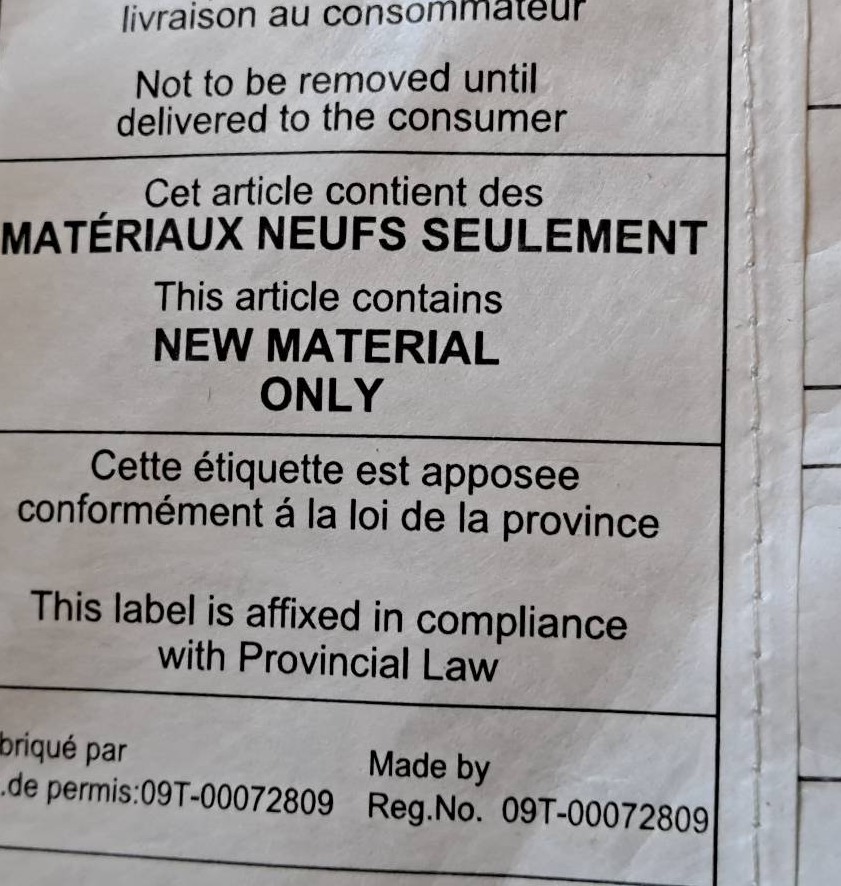 livraison au consommateur
Not to be removed until
delivered to the consumer
Cet article contient des
MATÉRIAUX NEUFS SEULEMENT
This article contains
NEW MATERIAL
ONLY
Cette étiquette est apposee
conformément á la loi de la province
This label is affixed in compliance
with Provincial Law
briqué par
.de permis:09T-00072809
Made by
Reg.No. 09T-00072809